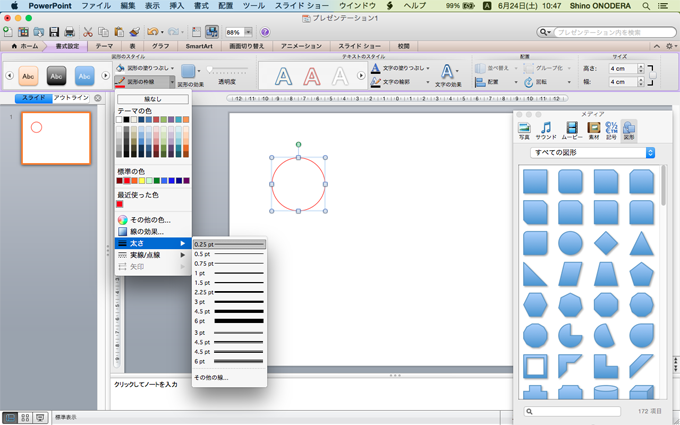 PowerPoint ファイル 編集 表示 挿入 書式 配置 ツール スライド ショー ウインドウ ヘルプ 99% A 6月24日(土) 10:47 Shino ONODERA
プレゼンテーション1
88%
プレゼンテーション内を検索
ホーム 書式設定 テーマ 表 グラフ SmartArt 画面切り替え アニメーション スライド ショー 校閲
図形のスタイル テキストのスタイル 配置 サイズ
Abc Abc Abc
図形の塗りつぶし
図形の枠線
図形の効果
透明度
A A A
文字の塗りつぶし
文字の輪郭
文字の効果
並べ替え グループ化
配置 回転
高さ: 4 cm
幅: 4 cm
スライド アウトライン
1
線なし
テーマの色
標準の色
最近使った色
その他の色...
線の効果...
太さ
実線/点線
矢印
0.25 pt
0.5 pt
0.75 pt
1 pt
1.5 pt
2.25 pt
3 pt
4.5 pt
6 pt
3 pt
4.5 pt
4.5 pt
6 pt
その他の線...
メディア
写真 サウンド ムービー 素材 記号 図形
すべての図形
172 項目
クリックしてノートを入力
標準表示